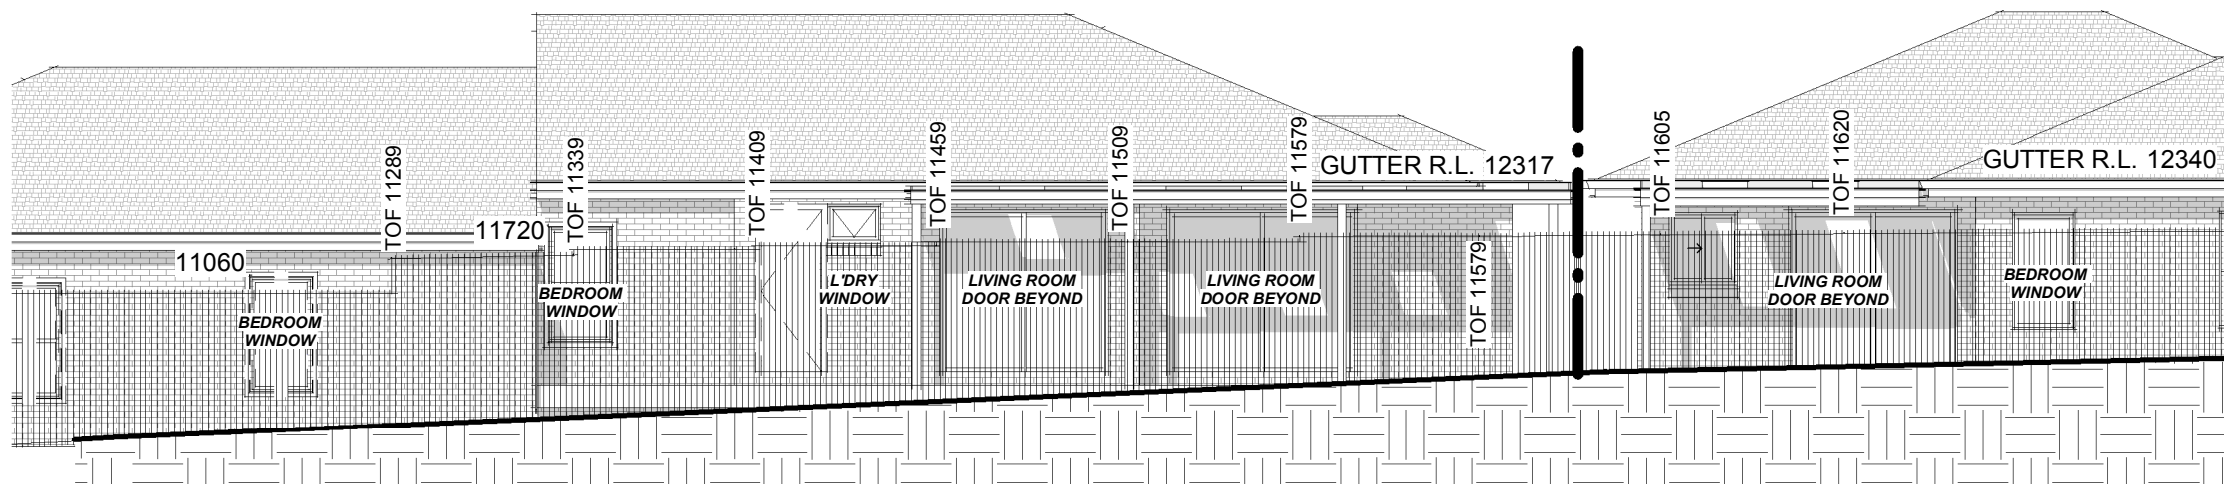 TOF 11289
11060
11720
TOF 11339
TOF 11409
TOF 11459
TOF 11509
TOF 11579
GUTTER R.L. 12317
TOF 11605
TOF 11620
GUTTER R.L. 12340
BEDROOM
WINDOW
BEDROOM
WINDOW
L'DRY
WINDOW
LIVING ROOM
DOOR BEYOND
LIVING ROOM
DOOR BEYOND
TOF 11579
LIVING ROOM
DOOR BEYOND
BEDROOM
WINDOW